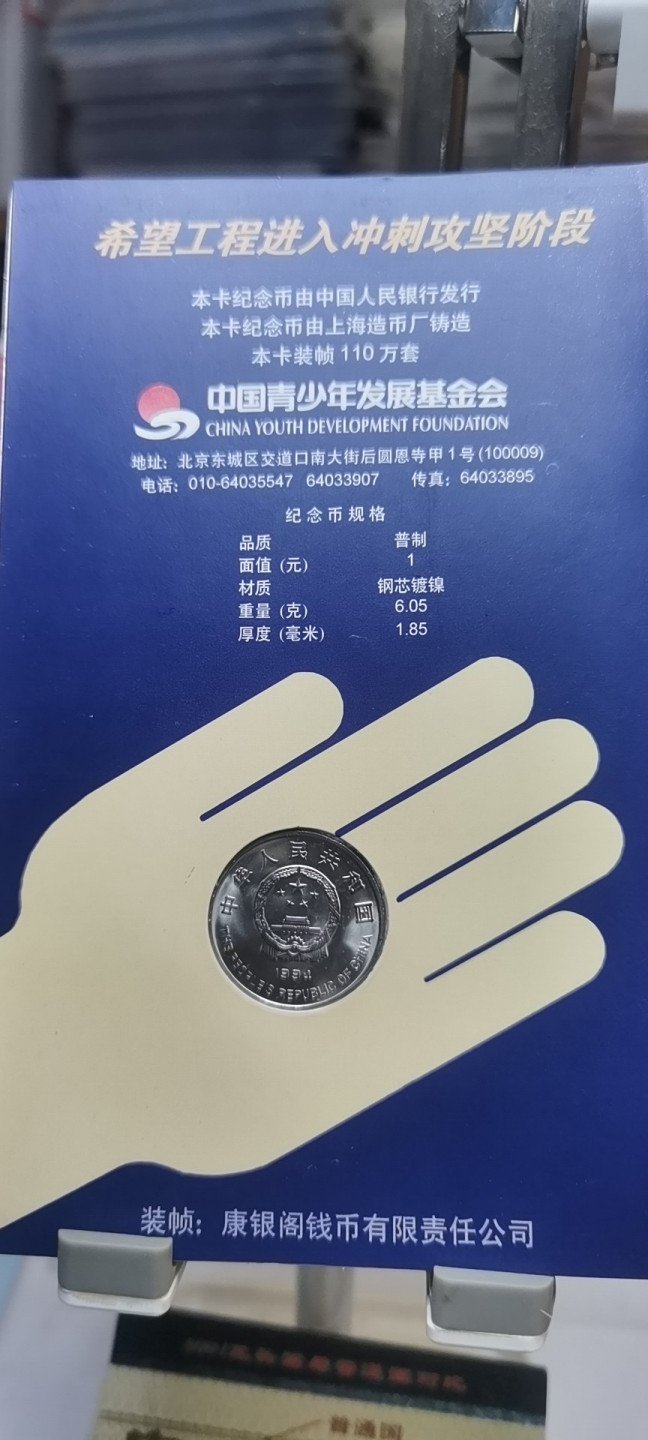 希望工程进入冲刺攻坚阶段
本卡纪念币由中国人民银行发行
本卡纪念币由上海造币厂铸造
本卡装帧110万套
中国青少年发展基金会
CHINA YOUTH DEVELOPMENT FOUNDATION
地址：北京东城区交道口南大街后圆恩寺甲1号(100009)
电话：010-64035547 64033907 传真：64033895
纪念币规格
品质 普制
面值（元） 1
材质 钢芯镀镍
重量（克） 6.05
厚度（毫米） 1.85
中华人民共和国
1994
THE PEOPLE'S REPUBLIC OF CHINA
装帧：康银阁钱币有限责任公司
普通国